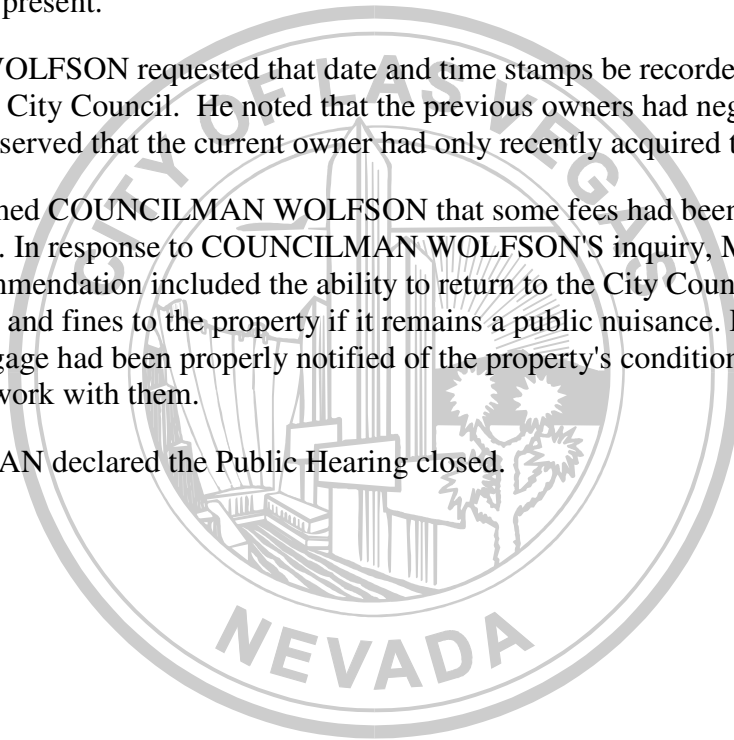 present.
WOLFSON requested that date and time stamps be recorde
City Council. He noted that the previous owners had neg
served that the current owner had only recently acquired t
ned COUNCILMAN WOLFSON that some fees had been
. In response to COUNCILMAN WOLFSON'S inquiry, M
mmendation included the ability to return to the City Coun
and fines to the property if it remains a public nuisance.
gage had been properly notified of the property's condition
work with them.
AN declared the Public Hearing closed.
CITY OF LAS VEGAS
NEVADA